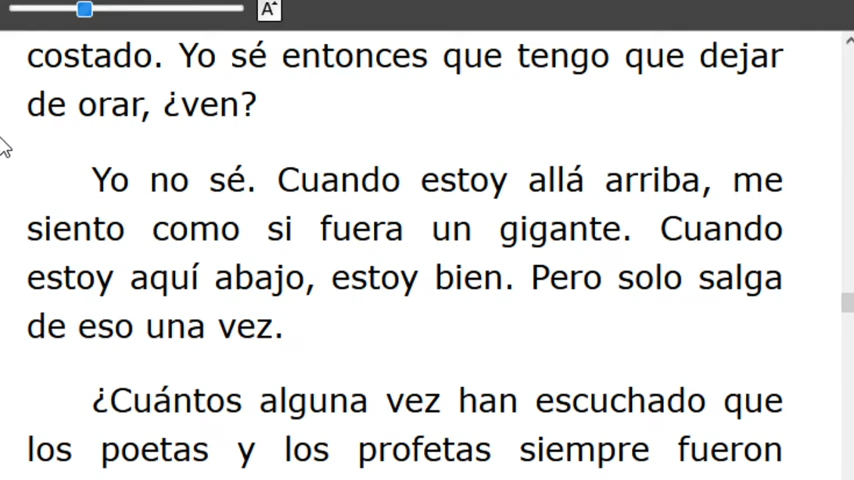 A
costado. Yo sé entonces que tengo que dejar
de orar, ¿ven?
Yo no sé. Cuando estoy allá arriba, me
siento como si fuera un gigante. Cuando
estoy aquí abajo, estoy bien. Pero solo salga
de eso una vez.
¿Cuántos alguna vez han escuchado que
los poetas y los profetas siempre fueron